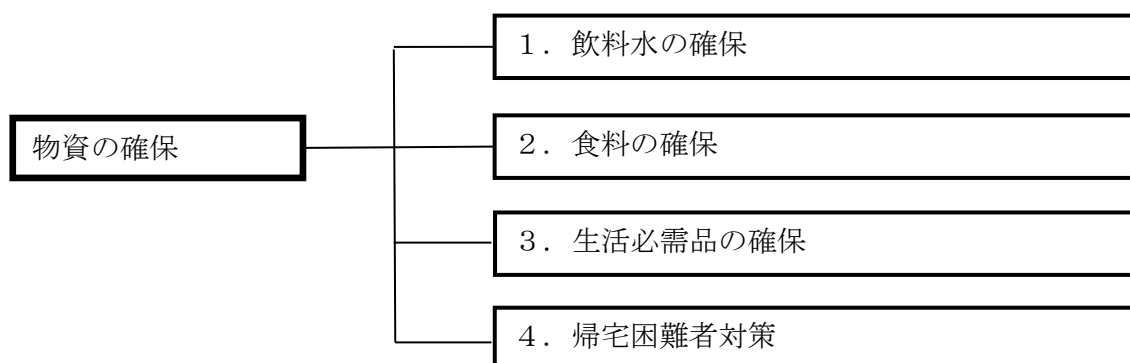 物資の確保
１．飲料水の確保
２．食料の確保
３．生活必需品の確保
４．帰宅困難者対策